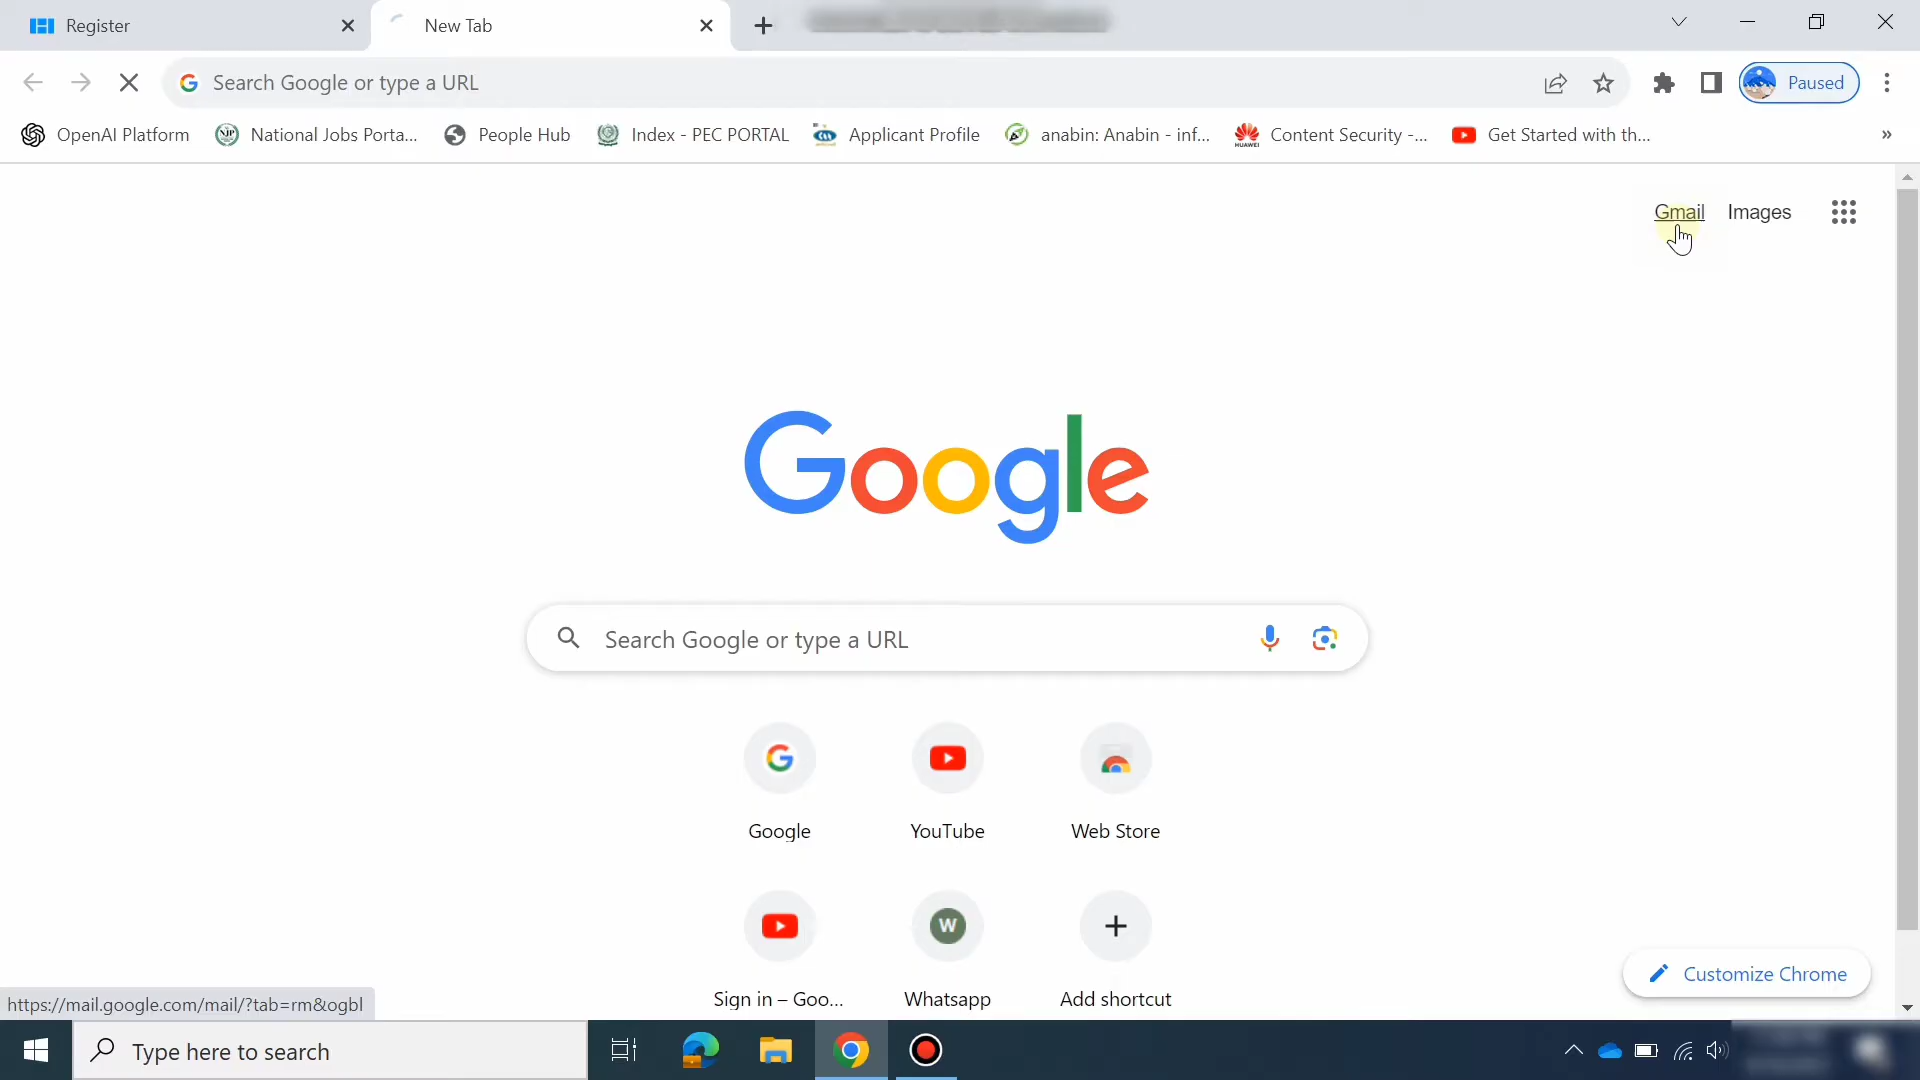 Register
New Tab
Search Google or type a URL
Paused
OpenAI Platform
National Jobs Porta...
People Hub
Index - PEC PORTAL
Applicant Profile
anabin: Anabin - inf...
HUAWEI
Content Security -...
Get Started with th...
»
Gmail
Images
Google
Search Google or type a URL
Google
YouTube
Web Store
W
Sign in – Goo...
Whatsapp
Add shortcut
Customize Chrome
https://mail.google.com/mail/?tab=rm&ogbl
Type here to search